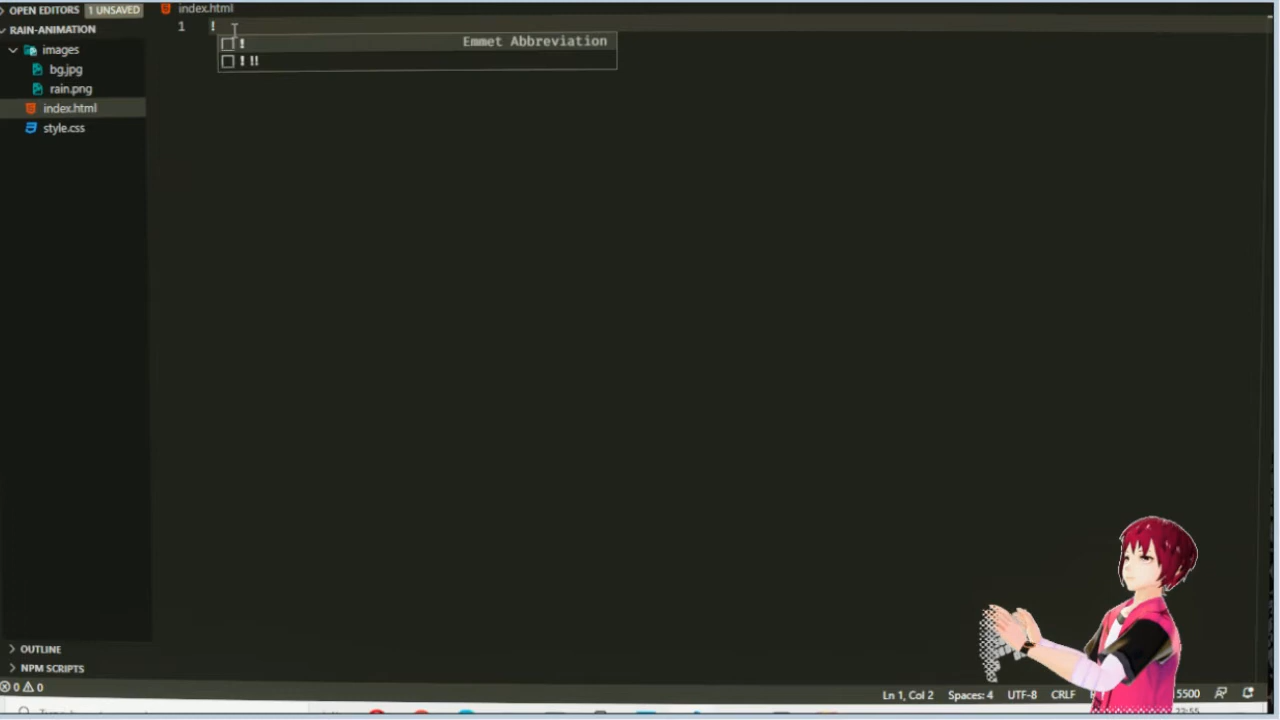 OPEN EDITORS 1 UNSAVED
index.html
RAIN-ANIMATION
1 !
! Emmet Abbreviation
! !!
images
bg.jpg
rain.png
index.html
style.css
OUTLINE
NPM SCRIPTS
0 0
Ln 1, Col 2 Spaces: 4 UTF-8 CRLF 5500